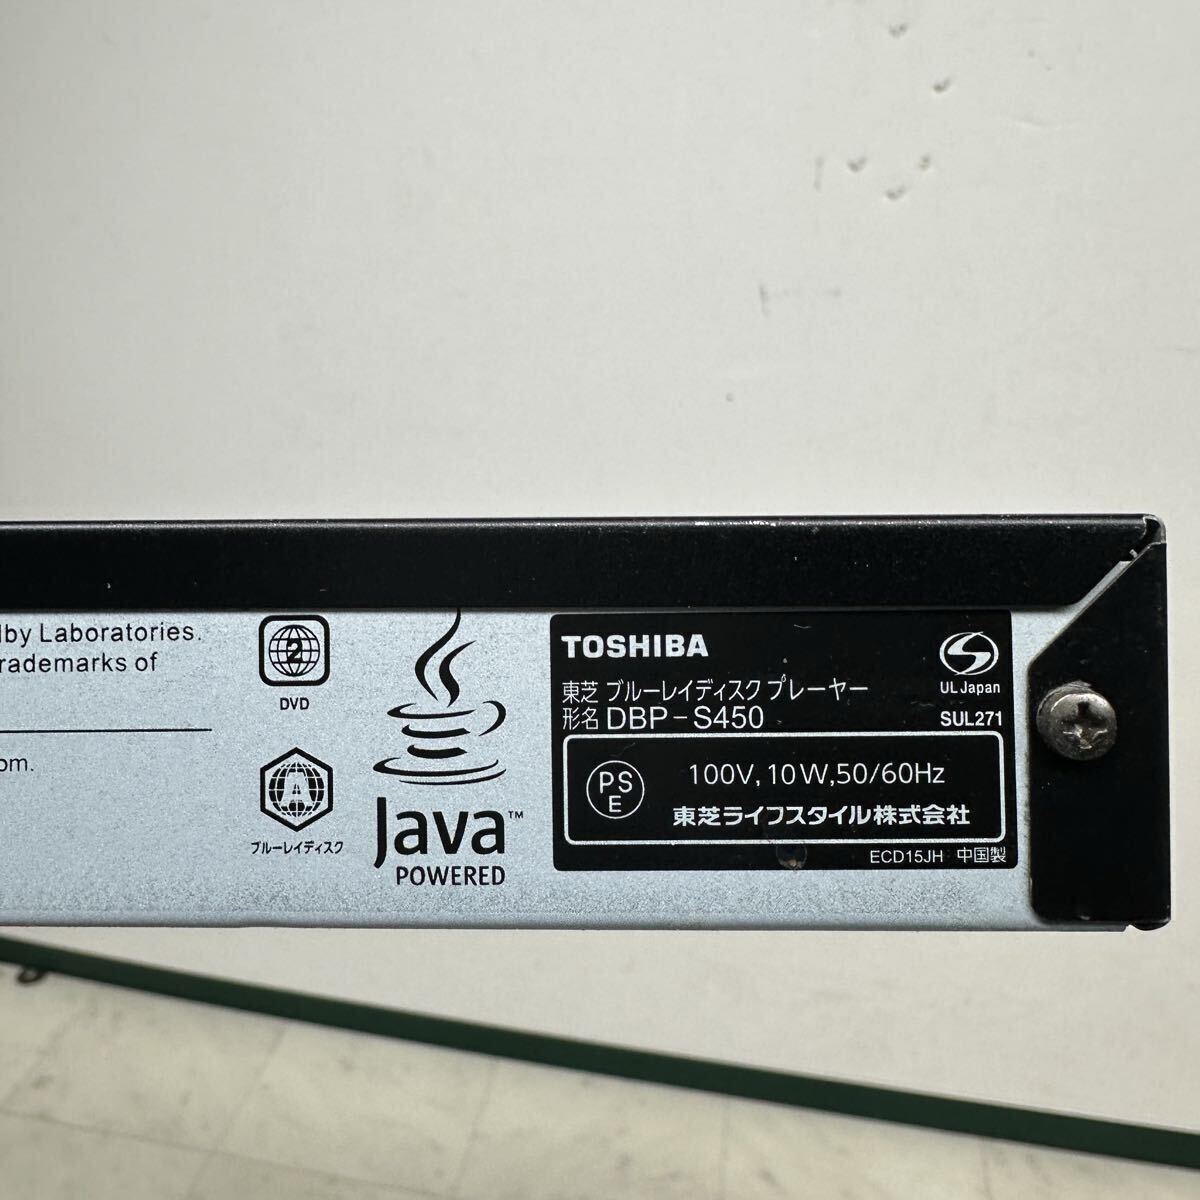 lby Laboratories.
rademarks of
om.
2
DVD
A
ブルーレイディスク
Java™
POWERED
TOSHIBA
東芝 ブルーレイディスク プレーヤー
形名 DBP-S450
S
UL Japan
SUL271
PS
E
100V, 10W, 50/60Hz
東芝ライフスタイル株式会社
ECD15JH 中国製